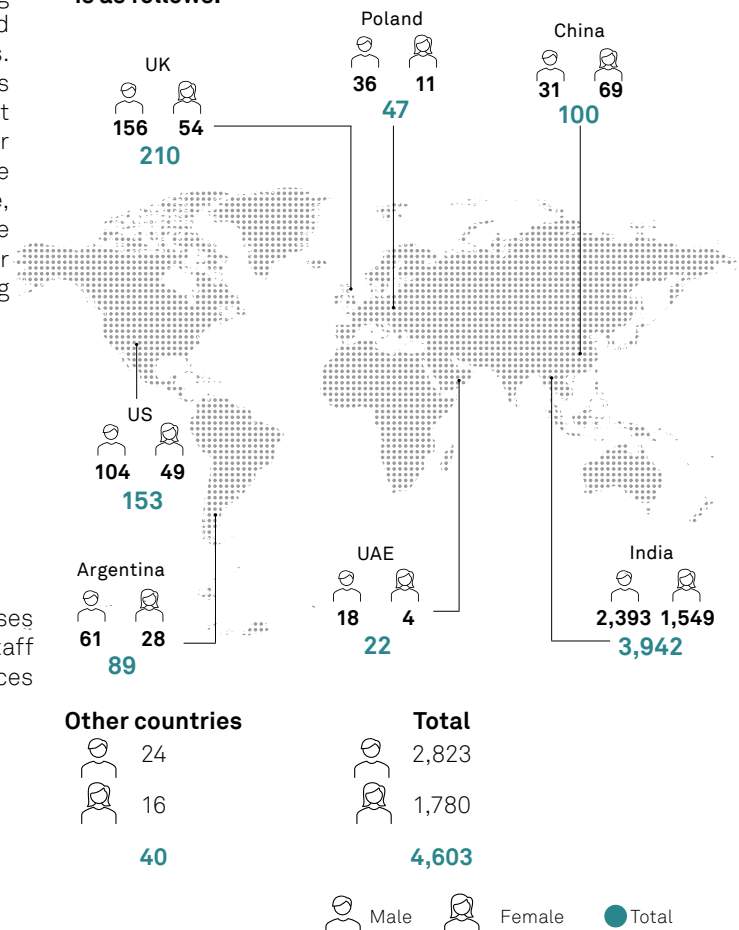 is as follows:
Poland
36 11
47
China
31 69
100
UK
156 54
210
US
104 49
153
Argentina
61 28
89
UAE
18 4
22
India
2,393 1,549
3,942
Other countries
24
16
40
Total
2,823
1,780
4,603
Male Female Total